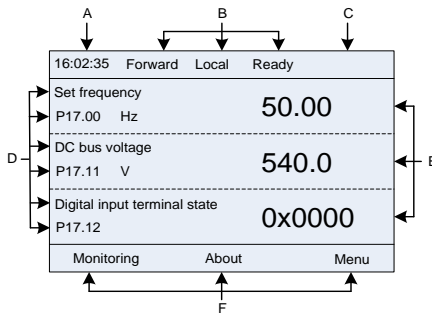 A B C
16:02:35 Forward Local Ready
Set frequency
P17.00 Hz 50.00
DC bus voltage
P17.11 V 540.0
D E
Digital input terminal state
P17.12 0x0000
Monitoring About Menu
F